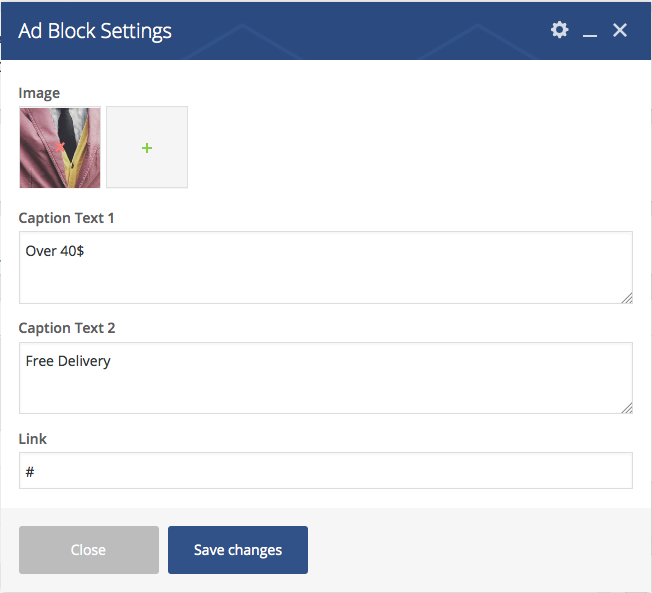 Ad Block Settings
Image
Caption Text 1
Over 40$
Caption Text 2
Free Delivery
Link
#
Close
Save changes